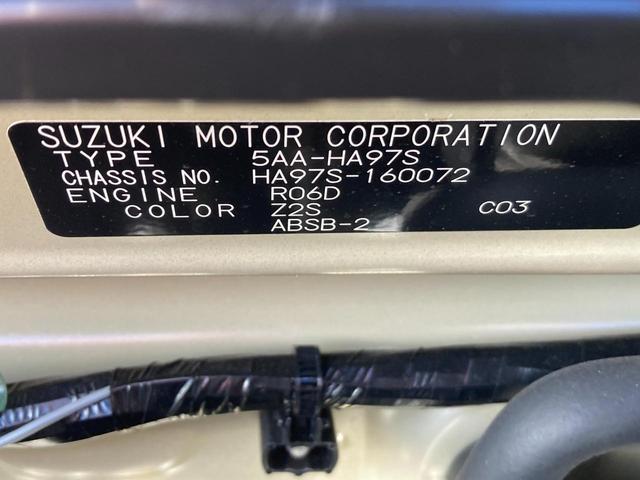 SUZUKI MOTOR CORPORATION
TYPE 5AA-HA97S
CHASSIS NO. HA97S-160072
ENGINE R06D
COLOR Z2S C03
ABSB-2